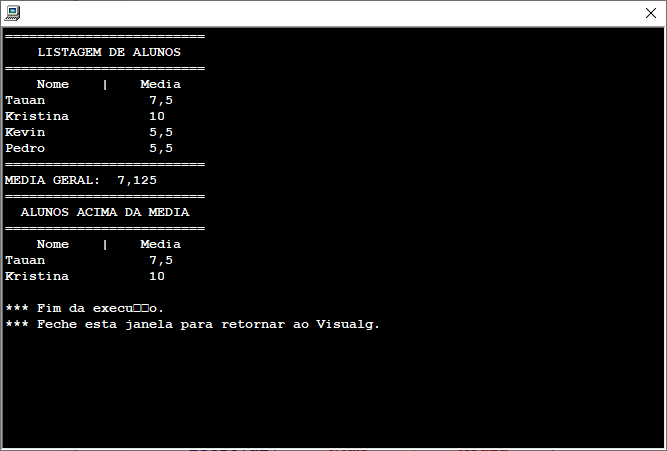 =========================
LISTAGEM DE ALUNOS
=========================
Nome | Media
Tauan 7,5
Kristina 10
Kevin 5,5
Pedro 5,5
=========================
MEDIA GERAL: 7,125
=========================
ALUNOS ACIMA DA MEDIA
=========================
Nome | Media
Tauan 7,5
Kristina 10
*** Fim da execu□□o.
*** Feche esta janela para retornar ao Visualg.